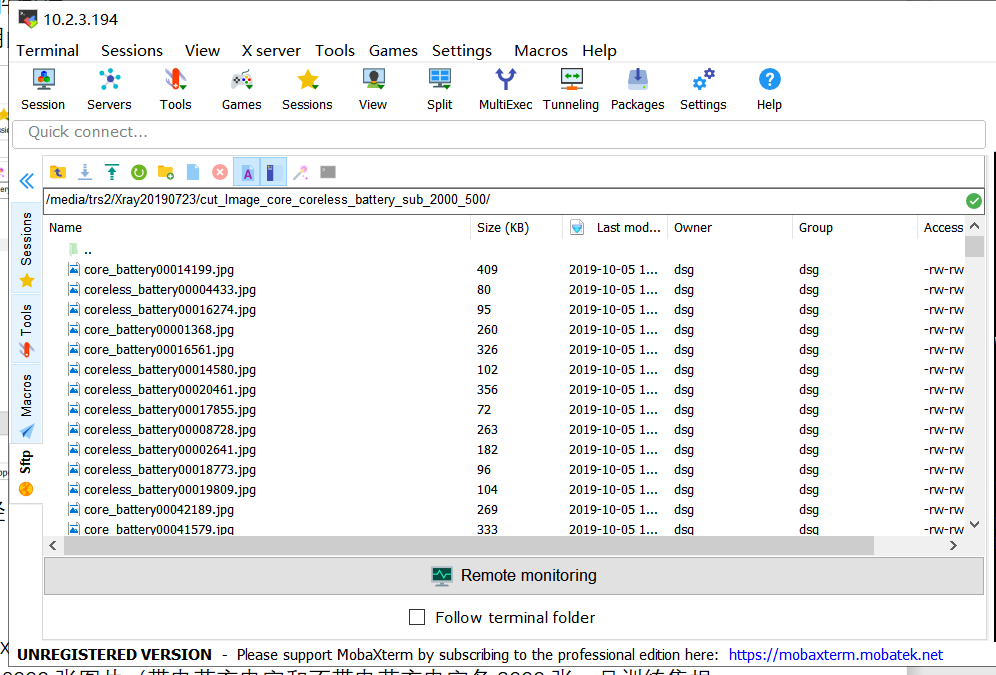 10.2.3.194
Terminal Sessions View X server Tools Games Settings Macros Help
Session Servers Tools Games Sessions View Split MultiExec Tunneling Packages Settings Help
Quick connect...
/media/trs2/Xray20190723/cut_Image_core_coreless_battery_sub_2000_500/
Name Size (KB) Last mod... Owner Group Access
..
core_battery00014199.jpg 409 2019-10-05 1... dsg dsg -rw-rw
coreless_battery00004433.jpg 80 2019-10-05 1... dsg dsg -rw-rw
coreless_battery00016274.jpg 95 2019-10-05 1... dsg dsg -rw-rw
core_battery00001368.jpg 260 2019-10-05 1... dsg dsg -rw-rw
core_battery00016561.jpg 326 2019-10-05 1... dsg dsg -rw-rw
coreless_battery00014580.jpg 102 2019-10-05 1... dsg dsg -rw-rw
coreless_battery00020461.jpg 356 2019-10-05 1... dsg dsg -rw-rw
coreless_battery00017855.jpg 72 2019-10-05 1... dsg dsg -rw-rw
coreless_battery00008728.jpg 263 2019-10-05 1... dsg dsg -rw-rw
coreless_battery00002641.jpg 182 2019-10-05 1... dsg dsg -rw-rw
coreless_battery00018773.jpg 96 2019-10-05 1... dsg dsg -rw-rw
coreless_battery00019809.jpg 104 2019-10-05 1... dsg dsg -rw-rw
core_battery00042189.jpg 269 2019-10-05 1... dsg dsg -rw-rw
core_battery00041579.jpg 333 2019-10-05 1... dsg dsg -rw-rw
Sessions
Tools
Macros
Sftp
Remote monitoring
Follow terminal folder
UNREGISTERED VERSION - Please support MobaXterm by subscribing to the professional edition here: https://mobaxterm.mobatek.net